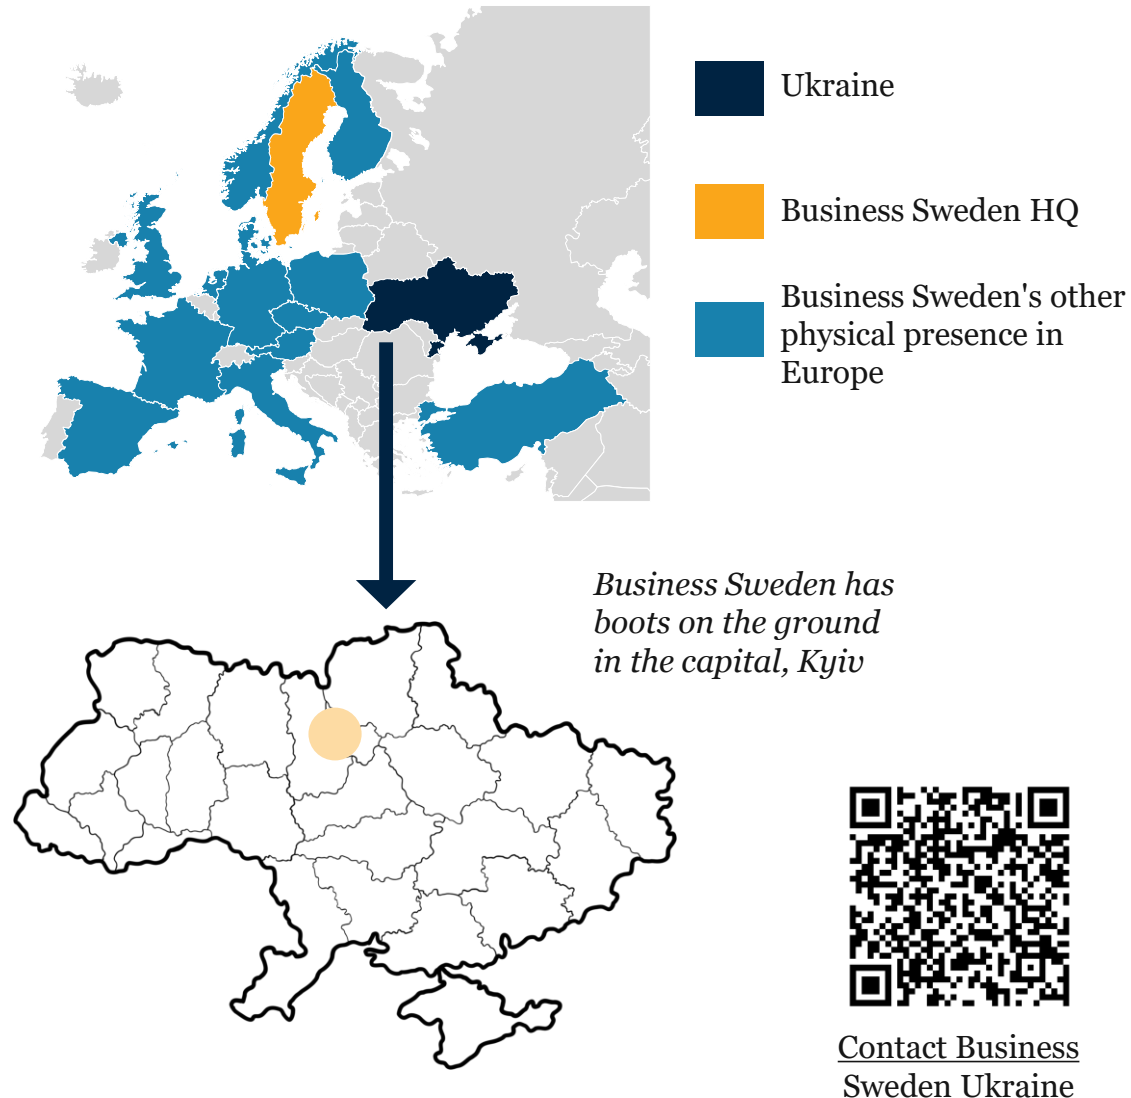 Ukraine
Business Sweden HQ
Business Sweden's other
physical presence in
Europe
Business Sweden has
boots on the ground
in the capital, Kyiv
Contact Business
Sweden Ukraine